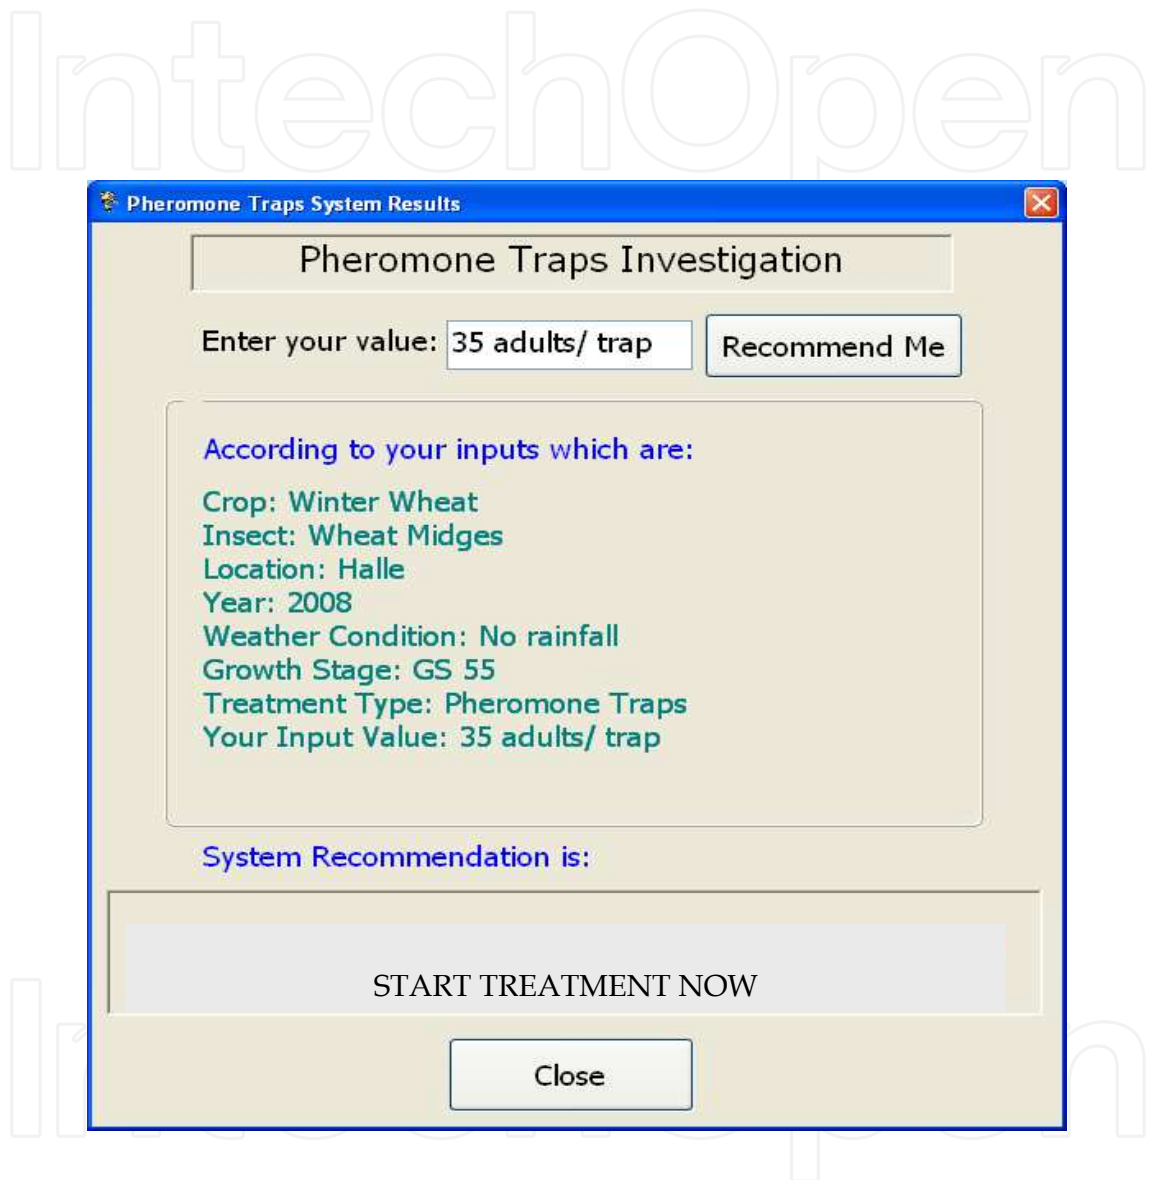 IntechOpen
Pheromone Traps System Results
Pheromone Traps Investigation
Enter your value: 35 adults/ trap Recommend Me
According to your inputs which are:
Crop: Winter Wheat
Insect: Wheat Midges
Location: Halle
Year: 2008
Weather Condition: No rainfall
Growth Stage: GS 55
Treatment Type: Pheromone Traps
Your Input Value: 35 adults/ trap
System Recommendation is:
START TREATMENT NOW
Close
IntechOpen